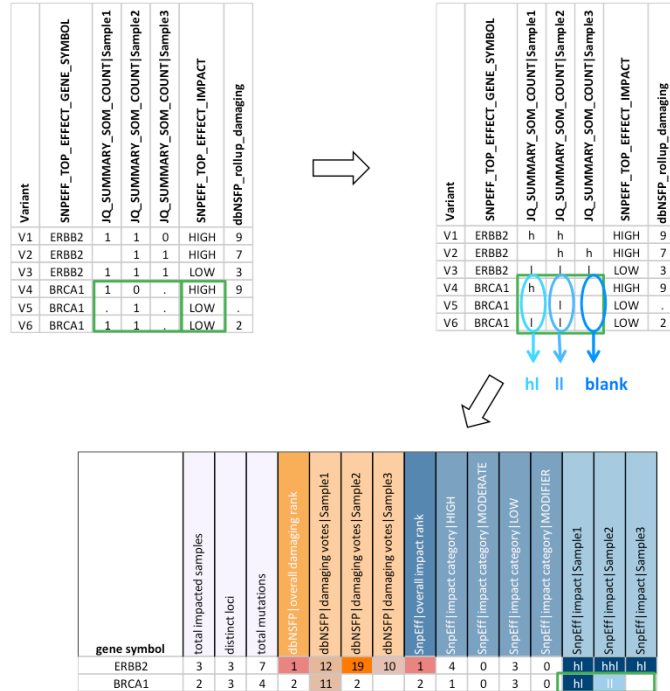 Variant SNPEFF_TOP_EFFECT_GENE_SYMBOL JQ_SUMMARY_SOM_COUNT|Sample1 JQ_SUMMARY_SOM_COUNT|Sample2 JQ_SUMMARY_SOM_COUNT|Sample3 SNPEFF_TOP_EFFECT_IMPACT dbNSFP_rollup_damaging
V1 ERBB2 1 1 0 HIGH 9
V2 ERBB2 1 1 HIGH 7
V3 ERBB2 1 1 1 LOW 3
V4 BRCA1 1 0 . HIGH 9
V5 BRCA1 . 1 . LOW .
V6 BRCA1 1 1 . LOW 2
Variant SNPEFF_TOP_EFFECT_GENE_SYMBOL JQ_SUMMARY_SOM_COUNT|Sample1 JQ_SUMMARY_SOM_COUNT|Sample2 JQ_SUMMARY_SOM_COUNT|Sample3 SNPEFF_TOP_EFFECT_IMPACT dbNSFP_rollup_damaging
V1 ERBB2 h h HIGH 9
V2 ERBB2 h h HIGH 7
V3 ERBB2 l l l LOW 3
V4 BRCA1 h HIGH 9
V5 BRCA1 l LOW .
V6 BRCA1 l l LOW 2
hl ll blank
gene symbol total impacted samples distinct loci total mutations dbNSFP|overall damaging rank dbNSFP|damaging votes|Sample1 dbNSFP|damaging votes|Sample2 dbNSFP|damaging votes|Sample3 SnpEff|overall impact rank SnpEff|impact category|HIGH SnpEff|impact category|MODERATE SnpEff|impact category|LOW SnpEff|impact category|MODIFIER SnpEff|impact|Sample1 SnpEff|impact|Sample2 SnpEff|impact|Sample3
ERBB2 3 3 7 1 12 19 10 1 4 0 3 0 hl hhl hl
BRCA1 2 3 4 2 11 2 2 1 0 3 0 hl ll